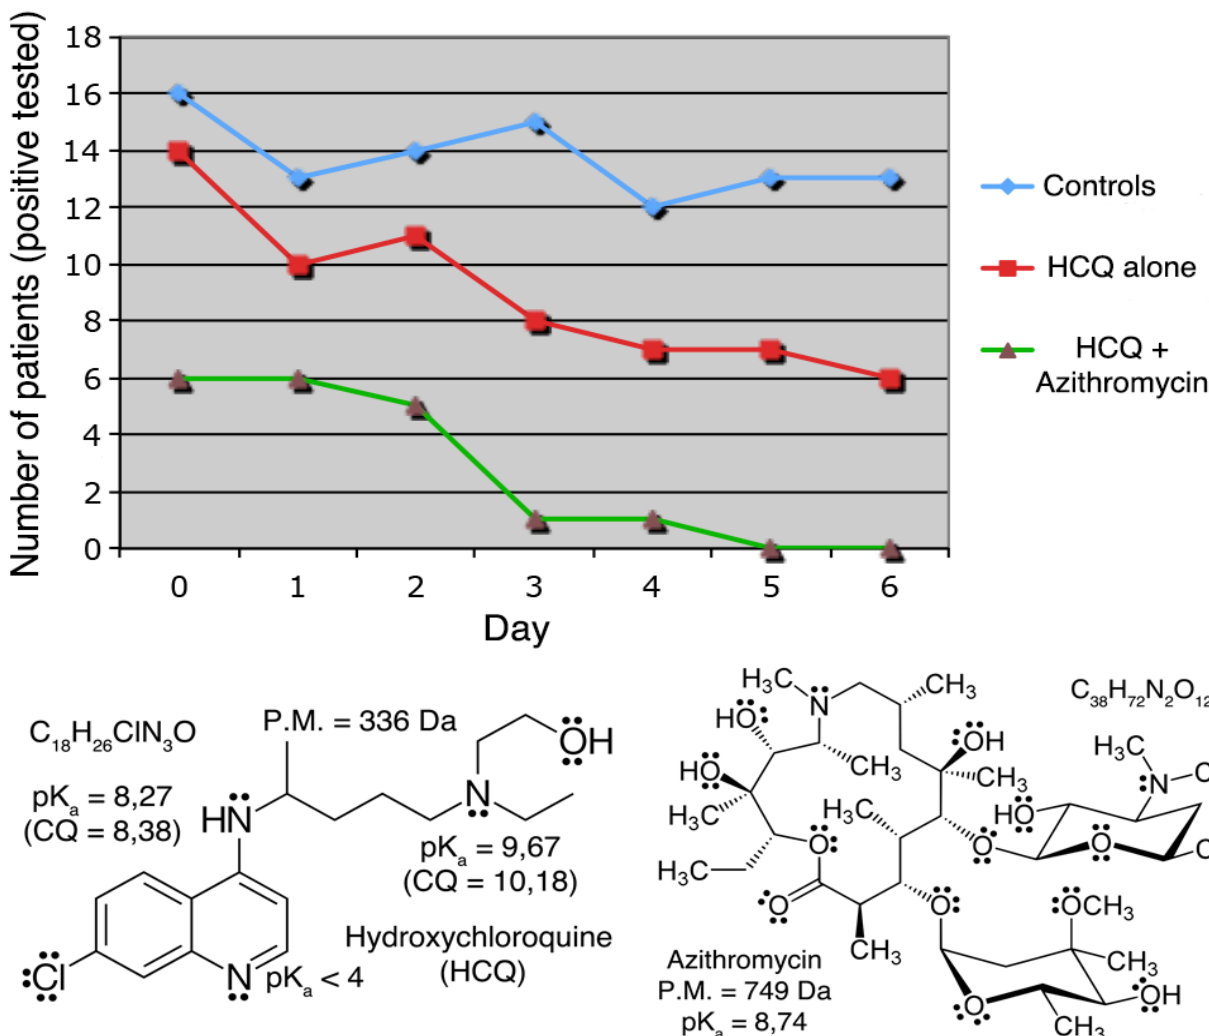 Number of patients (positive tested)
18
16
14
12
10
8
6
4
2
0
0 1 2 3 4 5 6
Day
Controls
HCQ alone
HCQ +
Azithromycin
C₁₈H₂₆ClN₃O
P.M. = 336 Da
OH
pKₐ = 8,27
(CQ = 8,38)
HN
N
pKₐ = 9,67
(CQ = 10,18)
Hydroxychloroquine
(HCQ)
Cl
N
pKₐ < 4
H₃C
N
CH₃
C₃₈H₇₂N₂O₁₂
HO
OH
H₃C
HO
CH₃
CH₃
N
C
H₃C
H₃C
HO
O
O
O
O
H₃C
O
O
OCH₃
CH₃
CH₃
Azithromycin
P.M. = 749 Da
pKₐ = 8,74
O
OH
CH₃